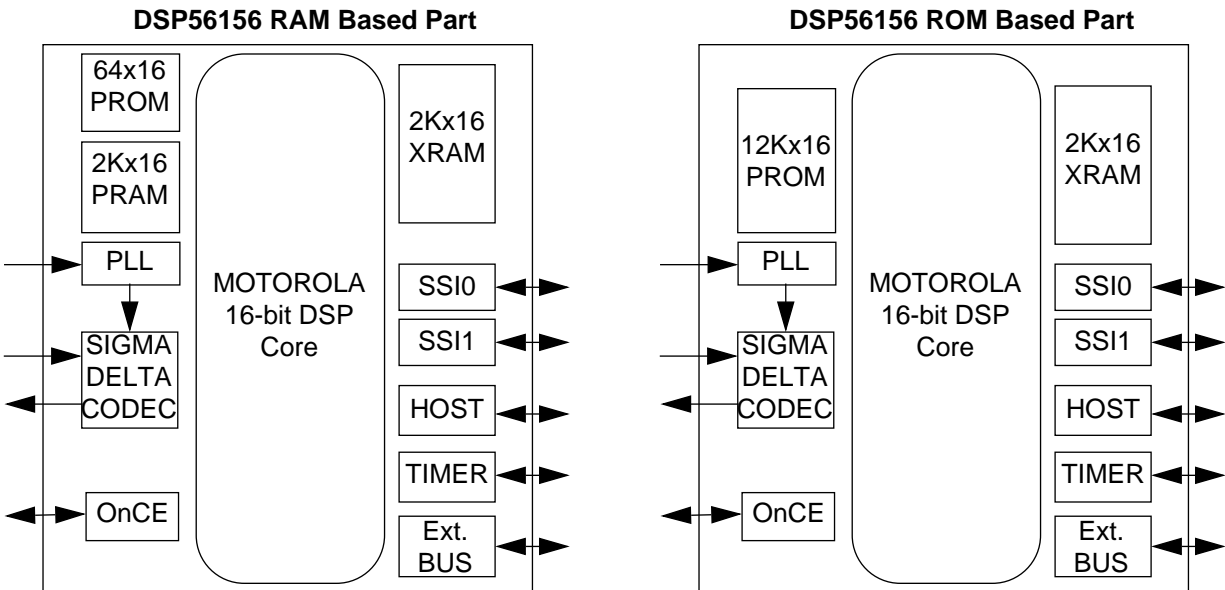 DSP56156 RAM Based Part
64x16
PROM
2Kx16
PRAM
PLL
SIGMA
DELTA
CODEC
OnCE
MOTOROLA
16-bit DSP
Core
2Kx16
XRAM
SSI0
SSI1
HOST
TIMER
Ext.
BUS
DSP56156 ROM Based Part
12Kx16
PROM
PLL
SIGMA
DELTA
CODEC
OnCE
MOTOROLA
16-bit DSP
Core
2Kx16
XRAM
SSI0
SSI1
HOST
TIMER
Ext.
BUS